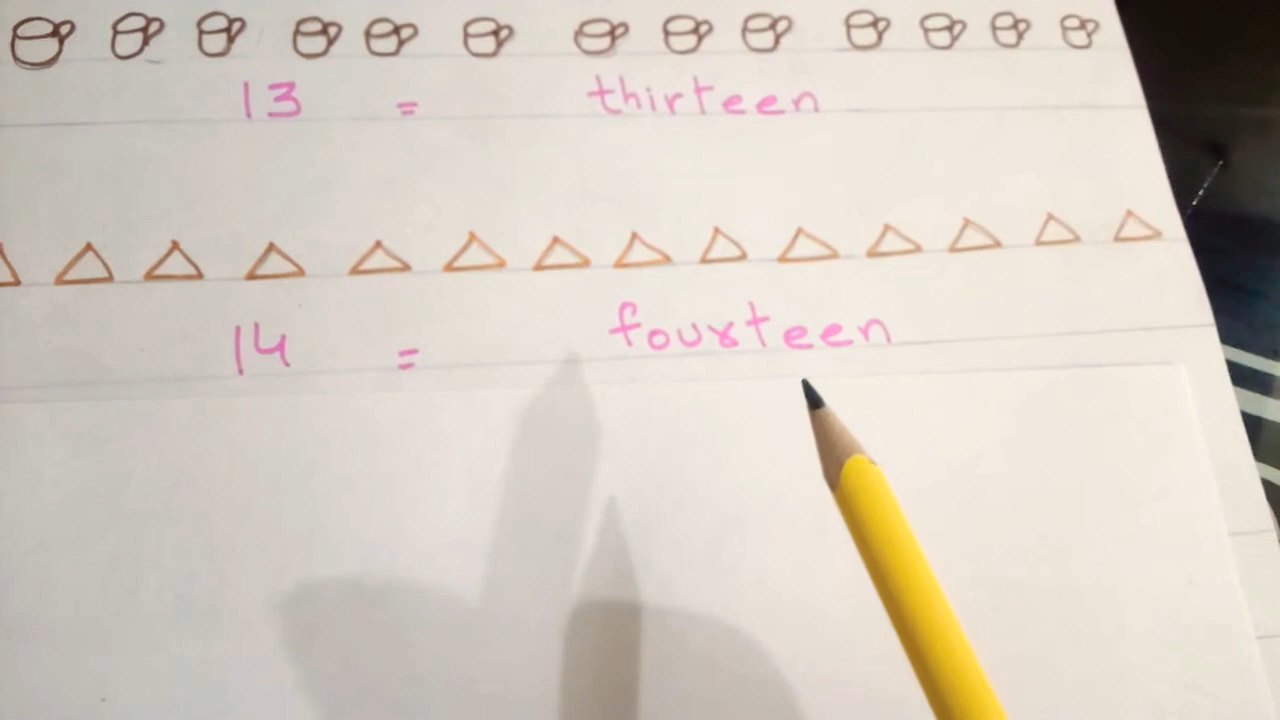 13 = thirteen
14 = fourteen